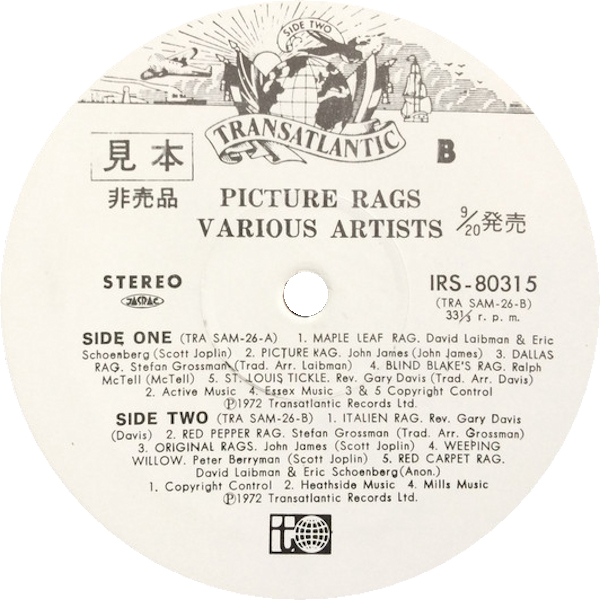 SIDE TWO
TRANSATLANTIC
B
見本
非売品
PICTURE RAGS
VARIOUS ARTISTS
9/20発売
STEREO
JASRAC
IRS-80315
(TRA SAM-26-B)
33⅓ r. p. m.
SIDE ONE (TRA SAM-26-A) 1. MAPLE LEAF RAG. David Laibman & Eric
Schoenberg (Scott Joplin) 2. PICTURE RAG. John James (John James) 3. DALLAS
RAG. Stefan Grossman (Trad. Arr. Laibman) 4. BLIND BLAKE'S RAG. Ralph
McTell (McTell) 5. ST. LOUIS TICKLE. Rev. Gary Davis (Trad. Arr. Davis)
2. Active Music 4. Essex Music 3 & 5 Copyright Control
Ⓟ1972 Transatlantic Records Ltd.
SIDE TWO (TRA SAM-26-B) 1. ITALIEN RAG. Rev. Gary Davis
(Davis) 2. RED PEPPER RAG. Stefan Grossman (Trad. Arr. Grossman)
3. ORIGINAL RAGS. John James (Scott Joplin) 4. WEEPING
WILLOW. Peter Berryman (Scott Joplin) 5. RED CARPET RAG.
David Laibman & Eric Schoenberg (Anon.)
1. Copyright Control 2. Heathside Music 4. Mills Music
Ⓟ1972 Transatlantic Records Ltd.
it